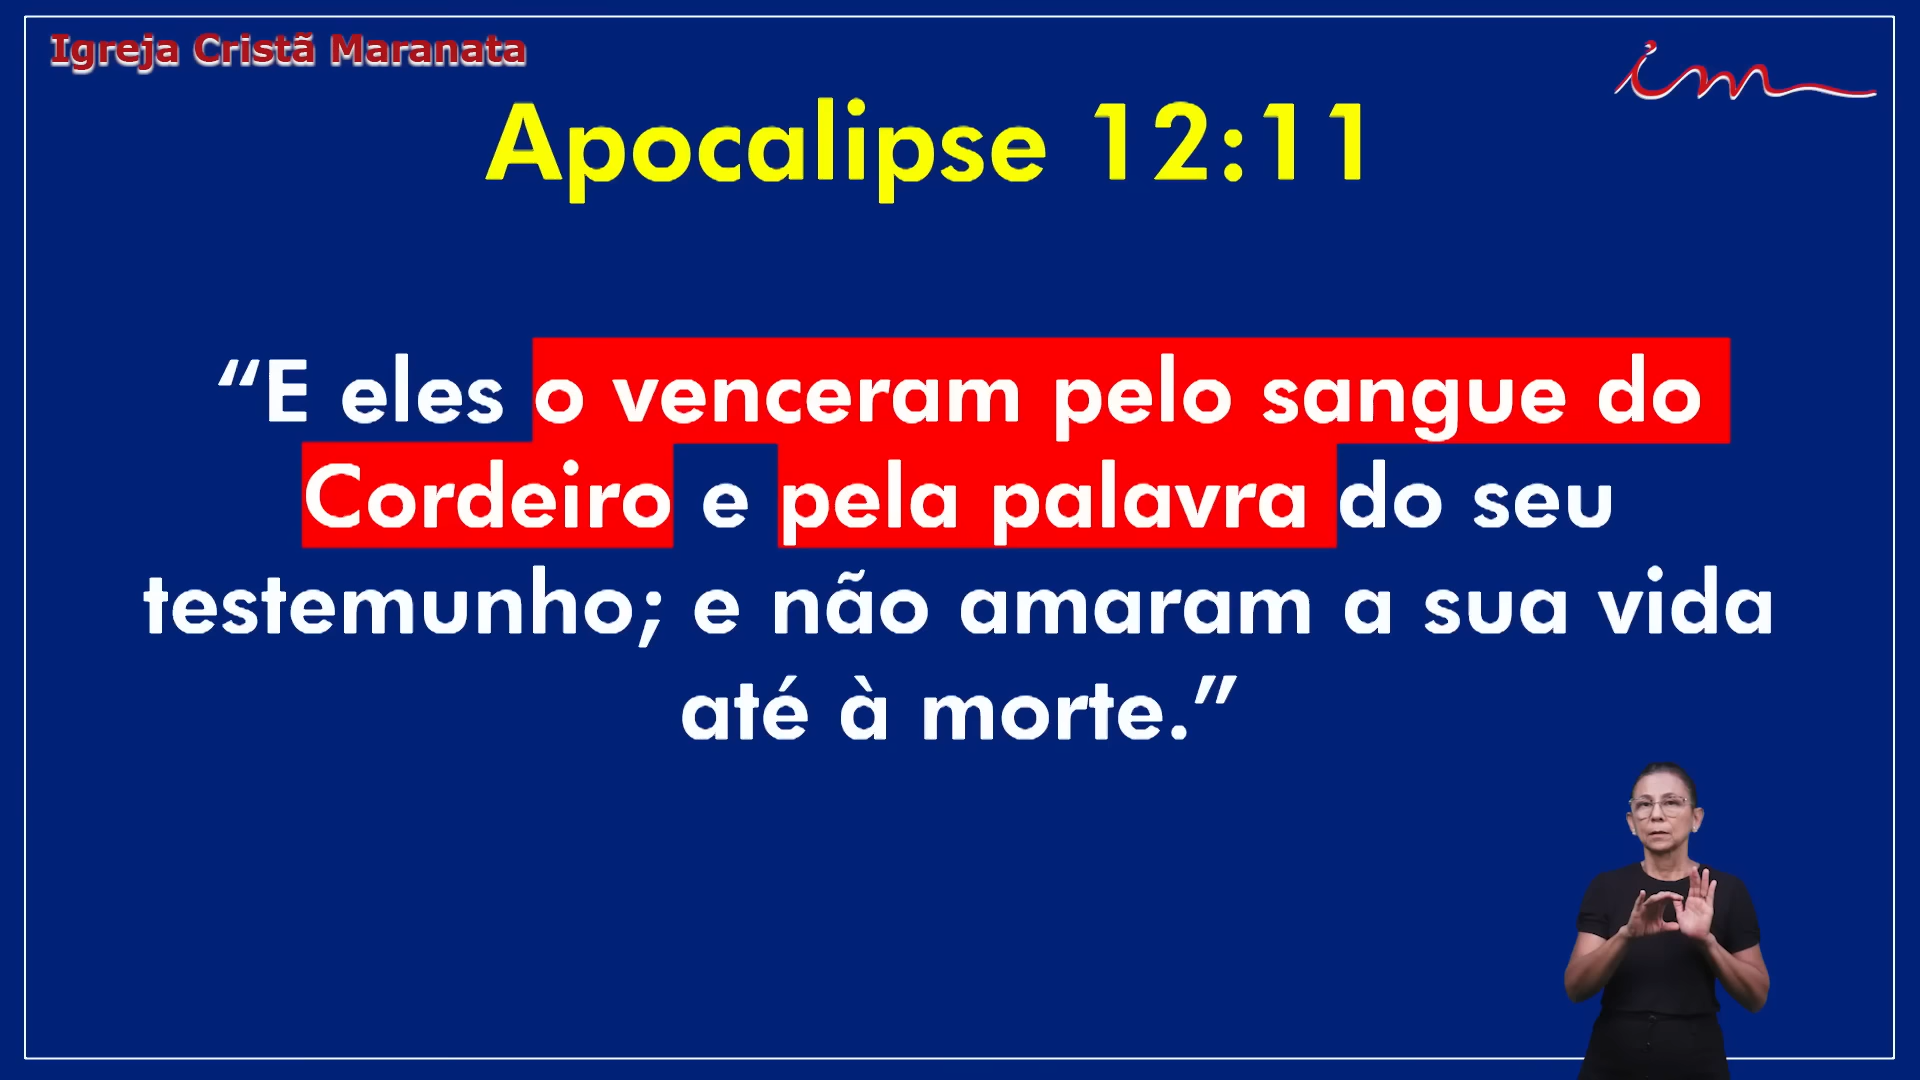 Igreja Cristã Maranata
im
Apocalipse 12:11
“E eles o venceram pelo sangue do
Cordeiro e pela palavra do seu
testemunho; e não amaram a sua vida
até à morte.”